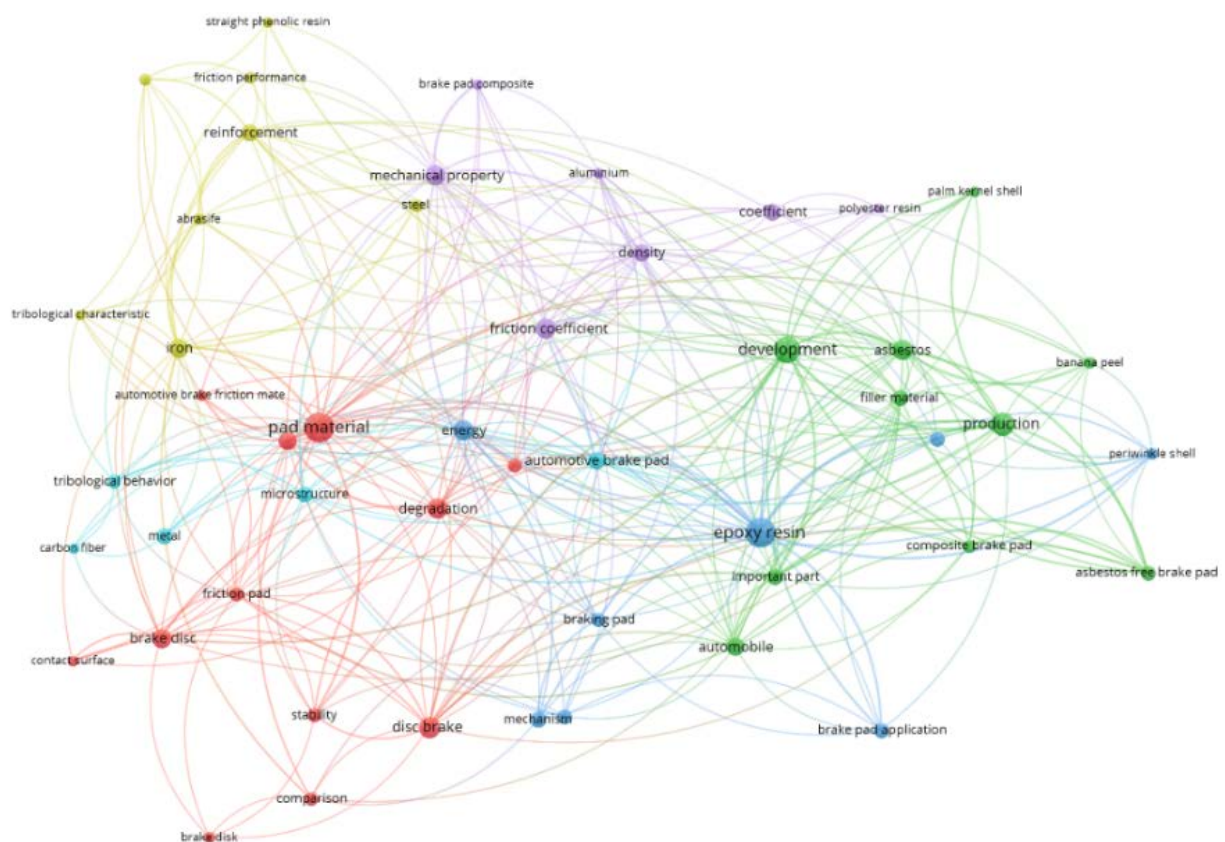 straight phenolic resin
friction performance
brake pad composite
reinforcement
mechanical property
aluminium
palm kernel shell
steel
coefficient
polyester resin
abrasife
density
tribological characteristic
friction coefficient
iron
development
asbestos
banana peel
automotive brake friction mate
filler material
pad material
energy
production
periwinkle shell
automotive brake pad
tribological behavior
microstructure
degradation
epoxy resin
metal
carbon fiber
composite brake pad
important part
asbestos free brake pad
friction pad
braking pad
brake disc
automobile
contact surface
stability
mechanism
disc brake
brake pad application
comparison
brake disk